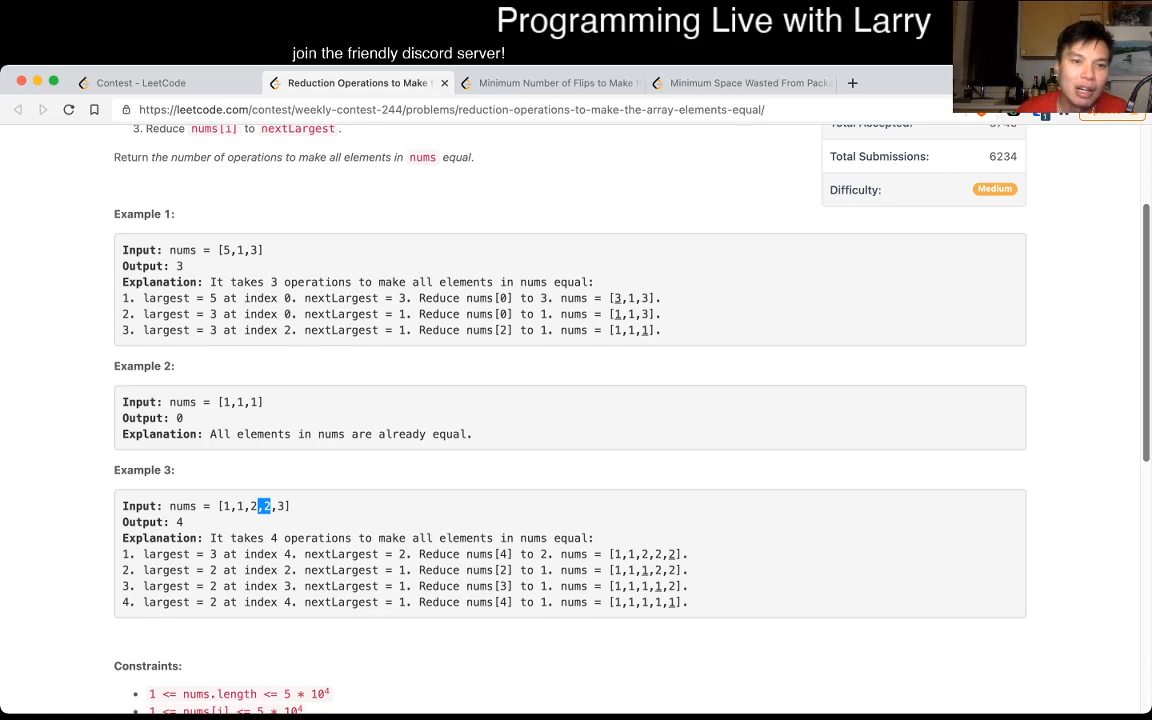 Programming Live with Larry
join the friendly discord server!
Contest - LeetCode
Reduction Operations to Make
Minimum Number of Flips to Make
Minimum Space Wasted From Pack
https://leetcode.com/contest/weekly-contest-244/problems/reduction-operations-to-make-the-array-elements-equal/
3. Reduce nums[i] to nextLargest.
Return the number of operations to make all elements in nums equal.
Total Submissions: 6234
Difficulty: Medium
Example 1:
Input: nums = [5,1,3]
Output: 3
Explanation: It takes 3 operations to make all elements in nums equal:
1. largest = 5 at index 0. nextLargest = 3. Reduce nums[0] to 3. nums = [3,1,3].
2. largest = 3 at index 0. nextLargest = 1. Reduce nums[0] to 1. nums = [1,1,3].
3. largest = 3 at index 2. nextLargest = 1. Reduce nums[2] to 1. nums = [1,1,1].
Example 2:
Input: nums = [1,1,1]
Output: 0
Explanation: All elements in nums are already equal.
Example 3:
Input: nums = [1,1,2,2,3]
Output: 4
Explanation: It takes 4 operations to make all elements in nums equal:
1. largest = 3 at index 4. nextLargest = 2. Reduce nums[4] to 2. nums = [1,1,2,2,2].
2. largest = 2 at index 2. nextLargest = 1. Reduce nums[2] to 1. nums = [1,1,1,2,2].
3. largest = 2 at index 3. nextLargest = 1. Reduce nums[3] to 1. nums = [1,1,1,1,2].
4. largest = 2 at index 4. nextLargest = 1. Reduce nums[4] to 1. nums = [1,1,1,1,1].
Constraints:
1 <= nums.length <= 5 * 10⁴
1 <= nums[i] <= 5 * 10⁴